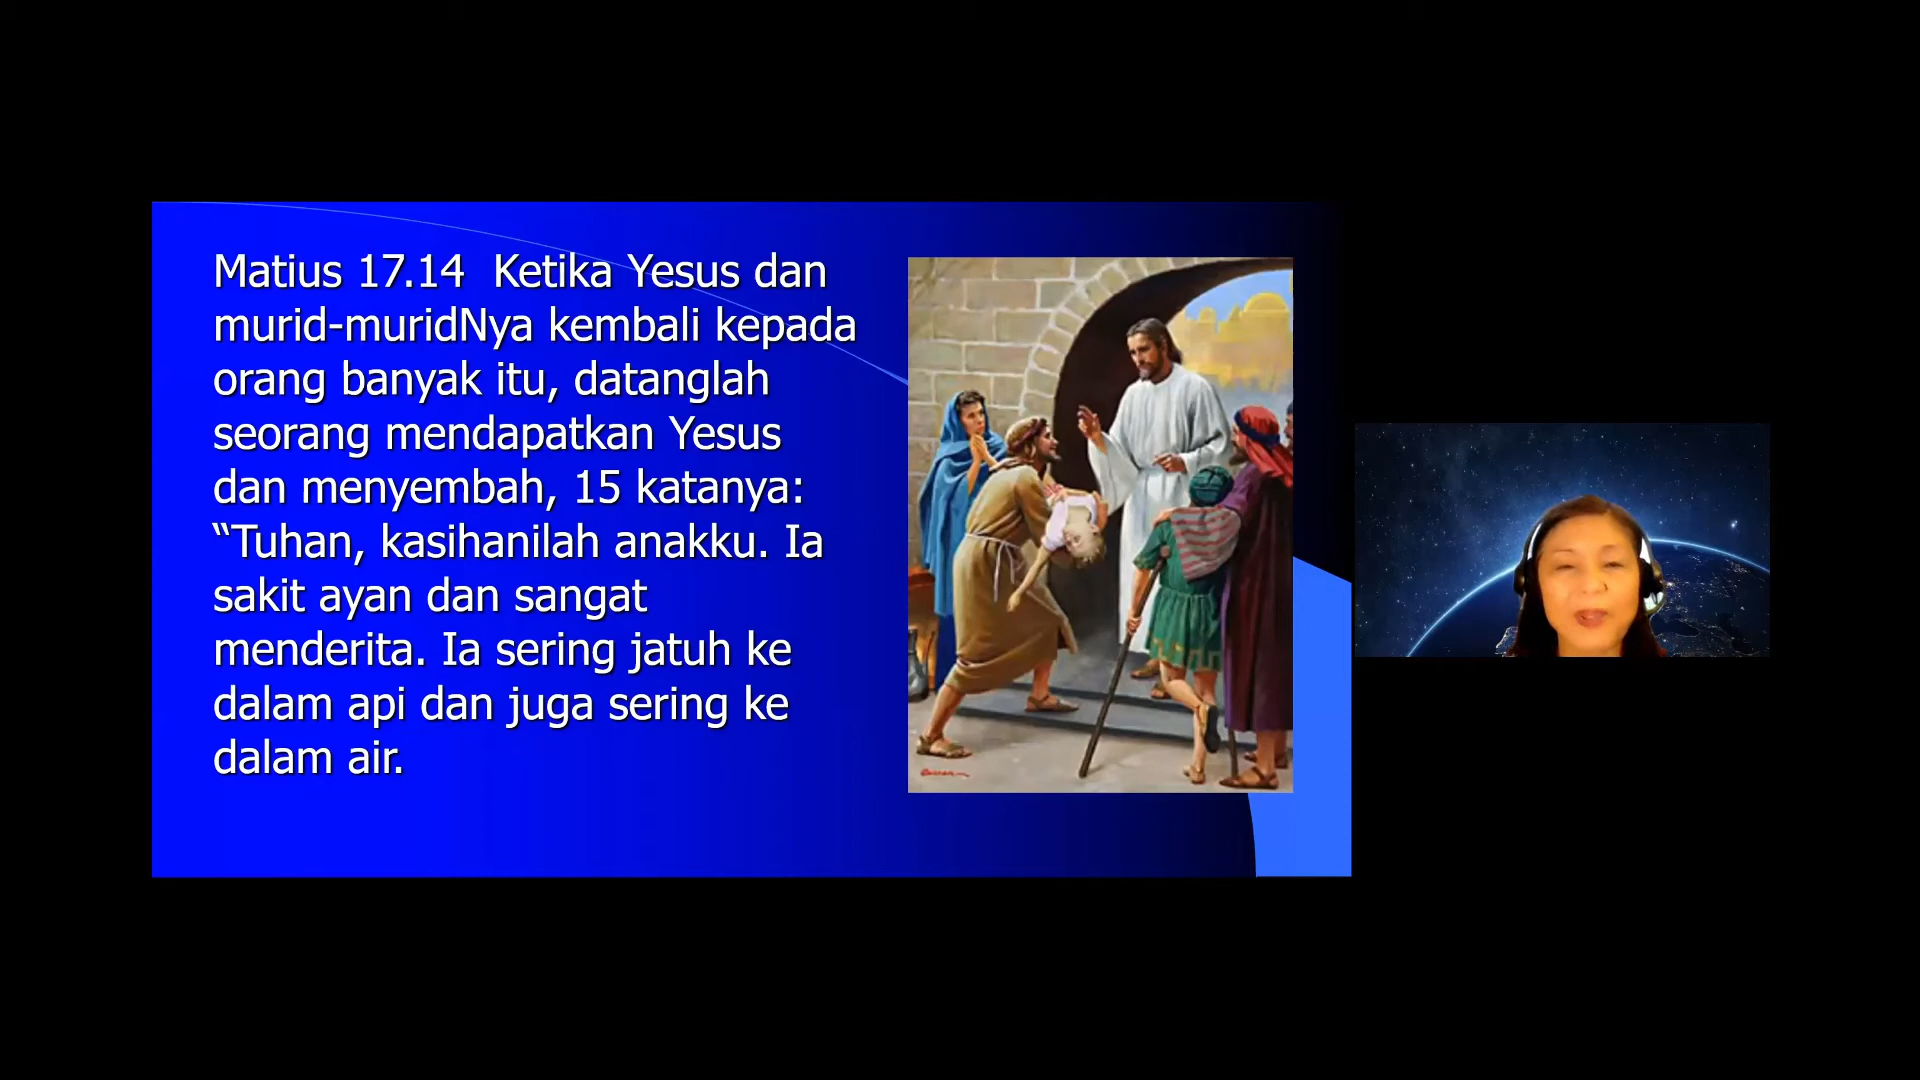 Matius 17.14  Ketika Yesus dan
murid-muridNya kembali kepada
orang banyak itu, datanglah
seorang mendapatkan Yesus
dan menyembah, 15 katanya:
“Tuhan, kasihanilah anakku. Ia
sakit ayan dan sangat
menderita. Ia sering jatuh ke
dalam api dan juga sering ke
dalam air.